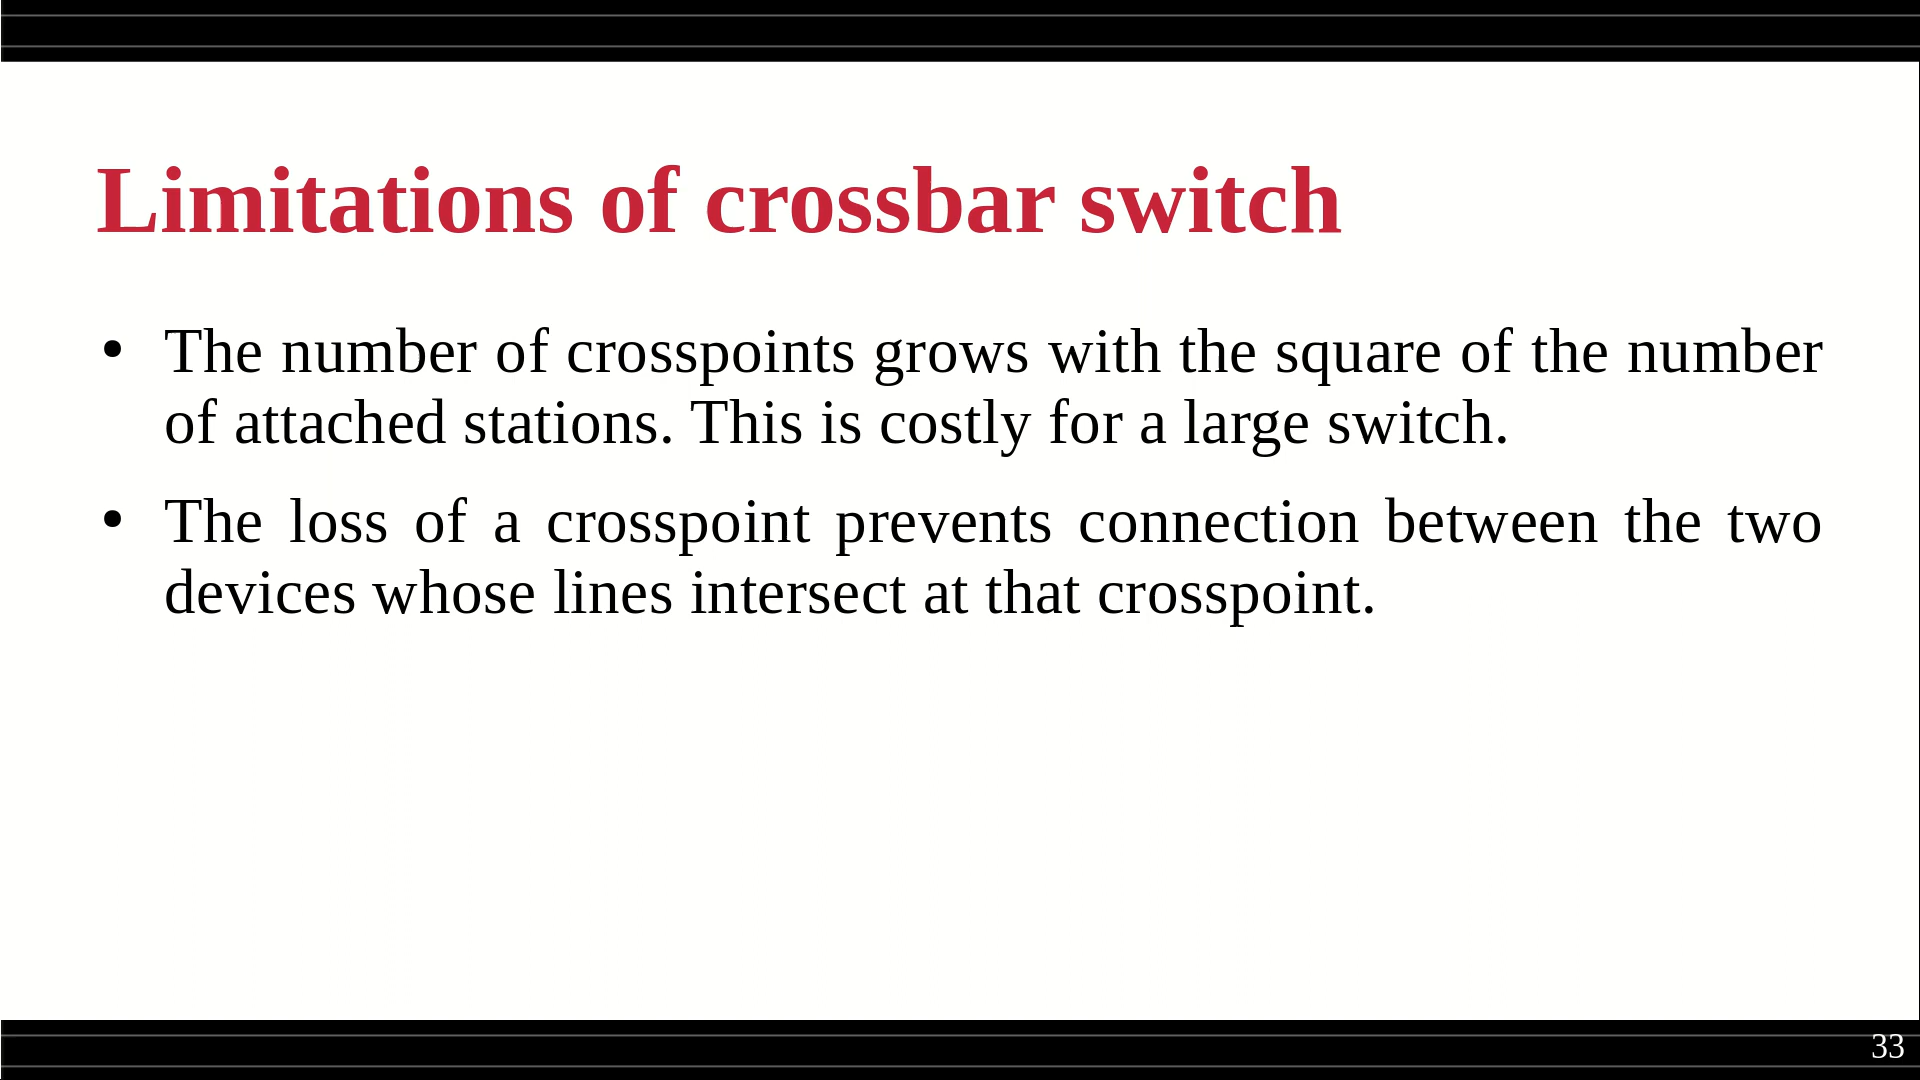 Limitations of crossbar switch
• The number of crosspoints grows with the square of the number
of attached stations. This is costly for a large switch.
• The loss of a crosspoint prevents connection between the two
devices whose lines intersect at that crosspoint.
33